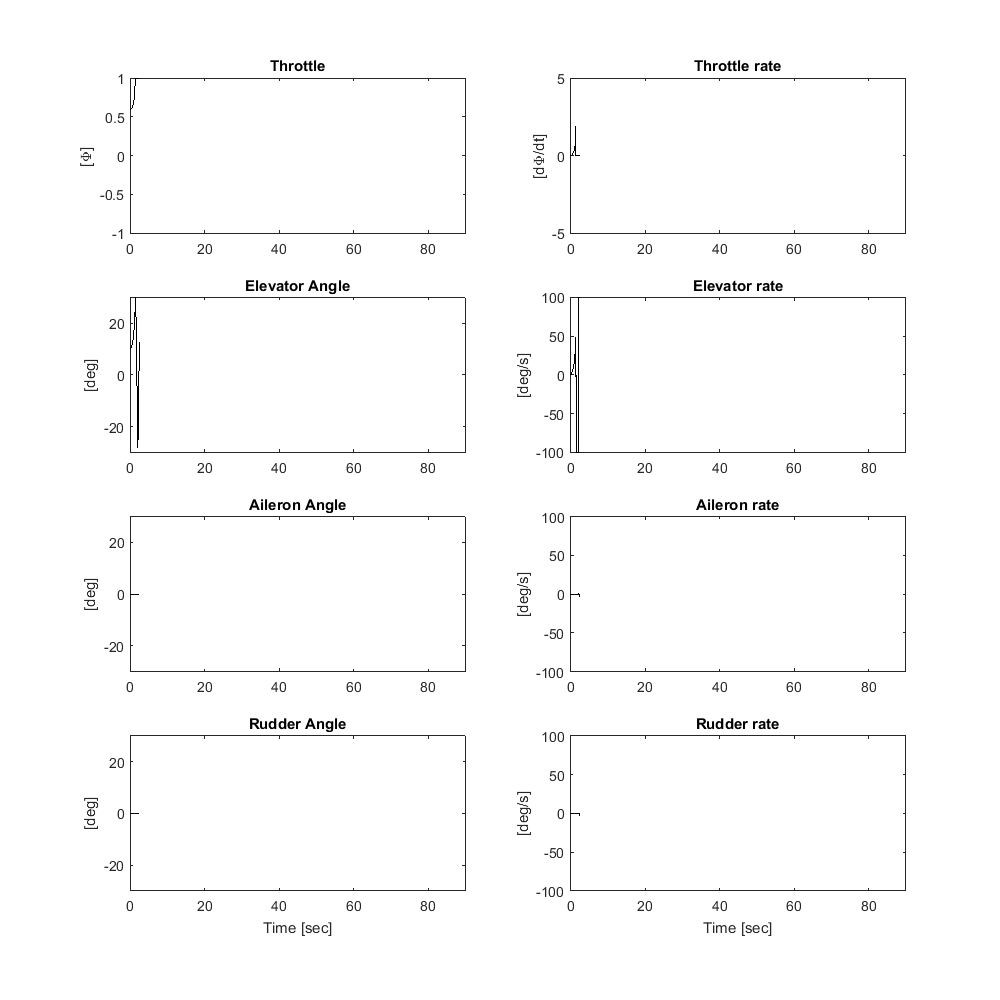 Throttle
Throttle rate
1
0.5
0
-0.5
-1
[Φ]
0 20 40 60 80
5
0
-5
[dΦ/dt]
0 20 40 60 80
Elevator Angle
Elevator rate
20
0
-20
[deg]
0 20 40 60 80
100
50
0
-50
-100
[deg/s]
0 20 40 60 80
Aileron Angle
Aileron rate
20
0
-20
[deg]
0 20 40 60 80
100
50
0
-50
-100
[deg/s]
0 20 40 60 80
Rudder Angle
Rudder rate
20
0
-20
[deg]
0 20 40 60 80
Time [sec]
100
50
0
-50
-100
[deg/s]
0 20 40 60 80
Time [sec]